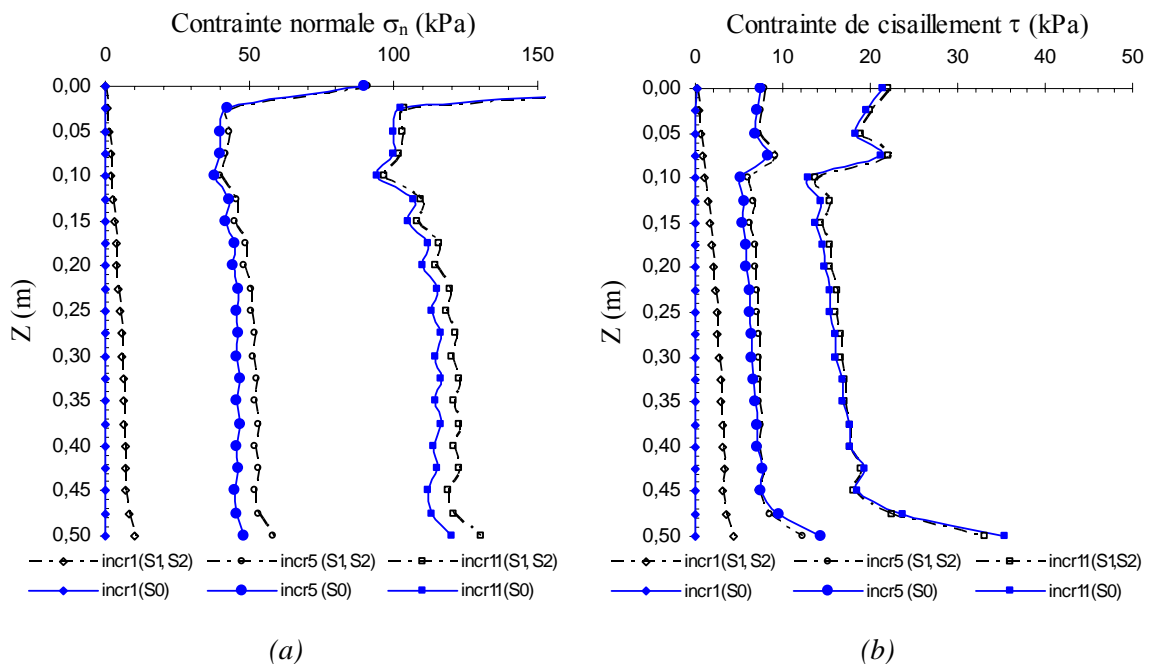 Contrainte normale σn (kPa)
0 50 100 150
0,00
0,05
0,10
0,15
0,20
0,25
0,30
0,35
0,40
0,45
0,50
Z (m)
incr1(S1, S2) incr5 (S1, S2) incr11 (S1,S2)
incr1(S0) incr5 (S0) incr11(S0)
(a)
Contrainte de cisaillement τ (kPa)
0 10 20 30 40 50
0,00
0,05
0,10
0,15
0,20
0,25
0,30
0,35
0,40
0,45
0,50
Z (m)
incr1(S1, S2) incr5 (S1, S2) incr11 (S1,S2)
incr1(S0) incr5 (S0) incr11(S0)
(b)